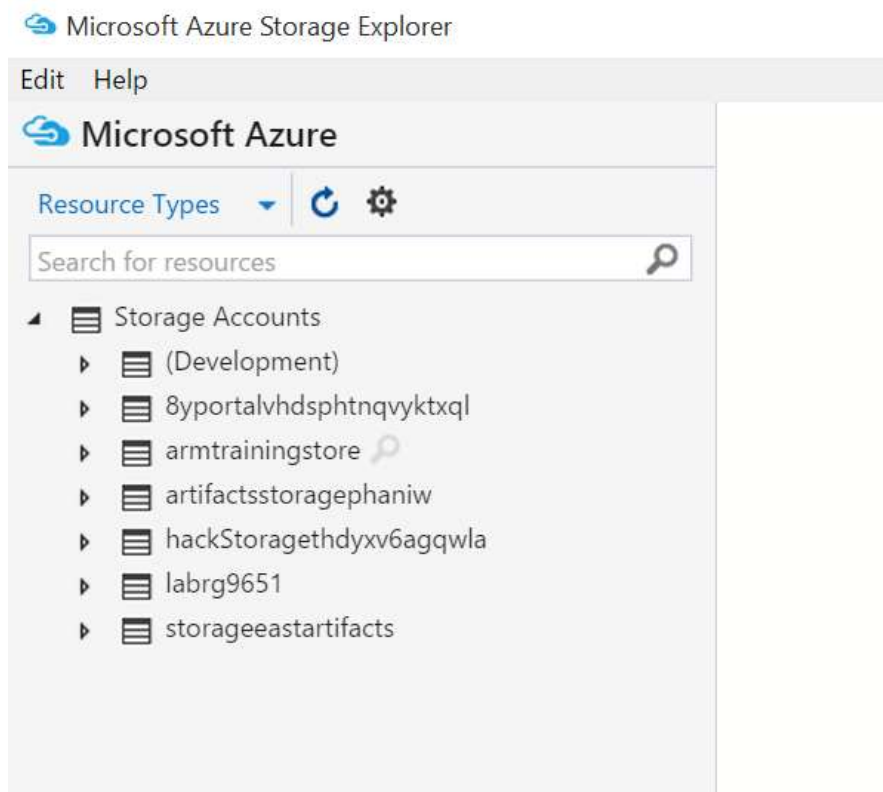 Microsoft Azure Storage Explorer
Edit Help
Microsoft Azure
Resource Types
Search for resources
Storage Accounts
(Development)
8yportalvhdsphtnqvyktxql
armtrainingstore
artifactsstoragephaniw
hackStoragethdyxv6agqwla
labrg9651
storageeastartifacts